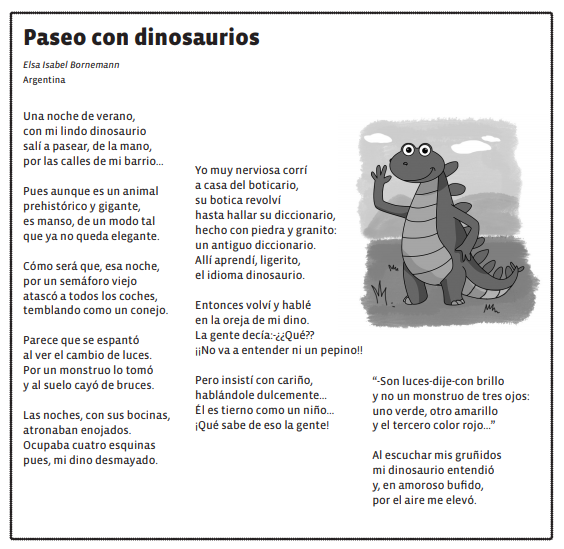 Paseo con dinosaurios
Elsa Isabel Bornemann
Argentina
Una noche de verano,
con mi lindo dinosaurio
salí a pasear, de la mano,
por las calles de mi barrio...
Pues aunque es un animal
prehistórico y gigante,
es manso, de un modo tal
que ya no queda elegante.
Cómo será que, esa noche,
por un semáforo viejo
atascó a todos los coches,
temblando como un conejo.
Parece que se espantó
al ver el cambio de luces.
Por un monstruo lo tomó
y al suelo cayó de bruces.
Las noches, con sus bocinas,
atronaban enojados.
Ocupaba cuatro esquinas
pues, mi dino desmayado.
Yo muy nerviosa corrí
a casa del boticario,
su botica revolví
hasta hallar su diccionario,
hecho con piedra y granito:
un antiguo diccionario.
Allí aprendí, ligerito,
el idioma dinosaurio.
Entonces volví y hablé
en la oreja de mi dino.
La gente decía:-¿¿Qué??
¡¡No va a entender ni un pepino!!
Pero insistí con cariño,
hablándole dulcemente...
Él es tierno como un niño...
¡Qué sabe de eso la gente!
“-Son luces-dije-con brillo
y no un monstruo de tres ojos:
uno verde, otro amarillo
y el tercero color rojo...”
Al escuchar mis gruñidos
mi dinosaurio entendió
y, en amoroso bufido,
por el aire me elevó.